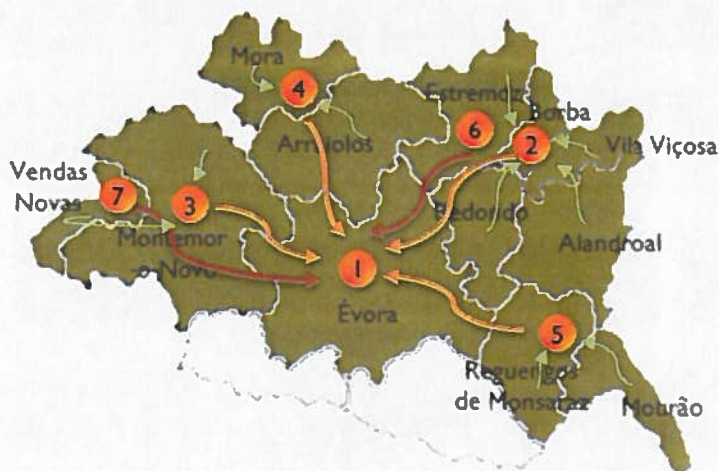 Mora
4
Estremoz
Borba
6
2
Vila Viçosa
Arraiolos
Vendas
Novas
7
3
Redondo
Montemor
-o-Novo
Alandroal
1
Évora
5
Reguengos
de Monsaraz
Mourão